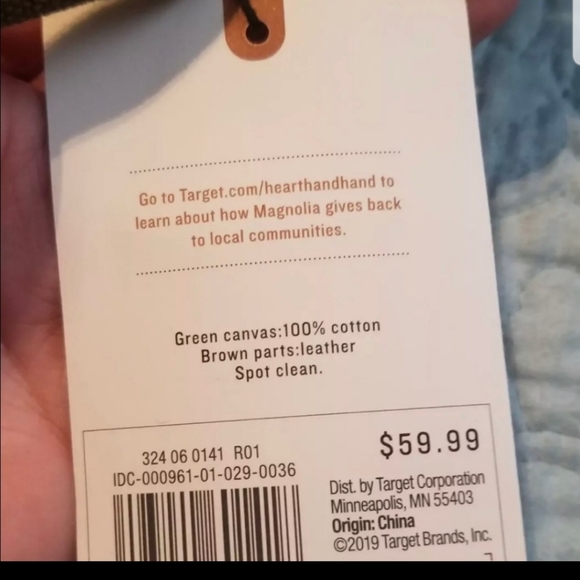 Go to Target.com/hearthandhand to
learn about how Magnolia gives back
to local communities.
Green canvas:100% cotton
Brown parts:leather
Spot clean.
324 06 0141 R01
IDC-000961-01-029-0036
$59.99
Dist. by Target Corporation
Minneapolis, MN 55403
Origin: China
©2019 Target Brands, Inc.